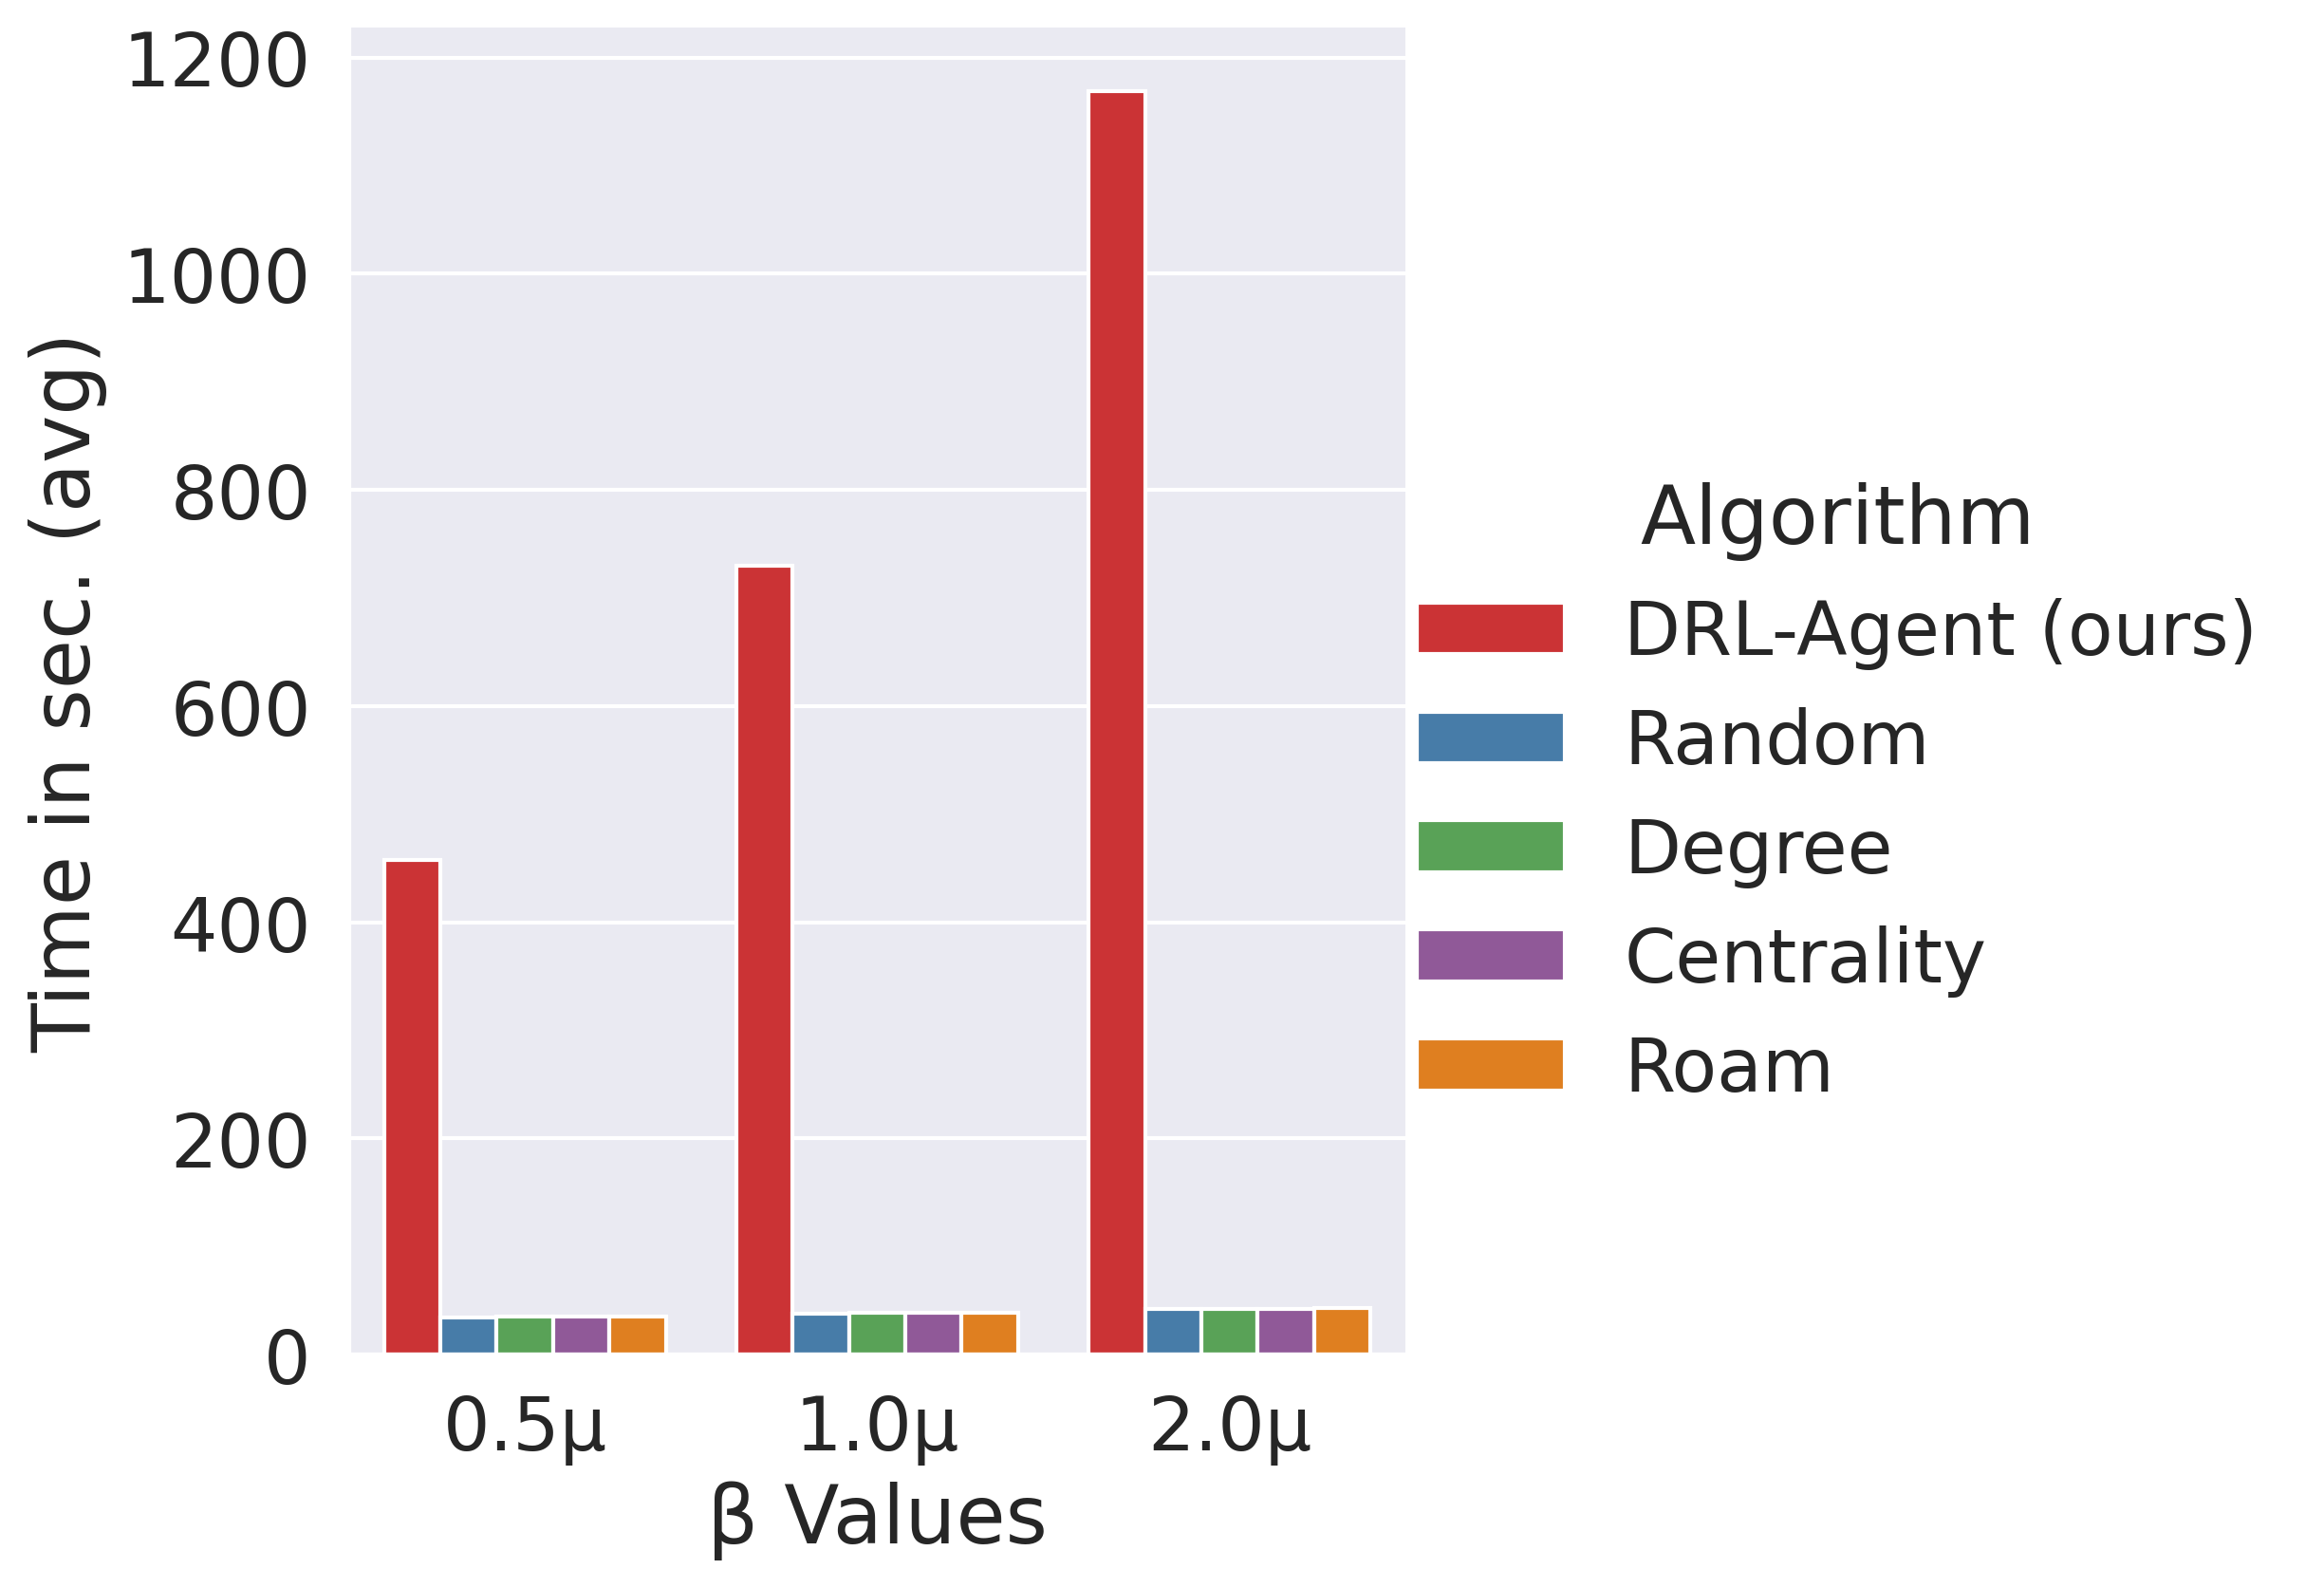 Time in sec. (avg)
1200
1000
800
600
400
200
0
0.5μ 1.0μ 2.0μ
β Values
Algorithm
DRL-Agent (ours)
Random
Degree
Centrality
Roam